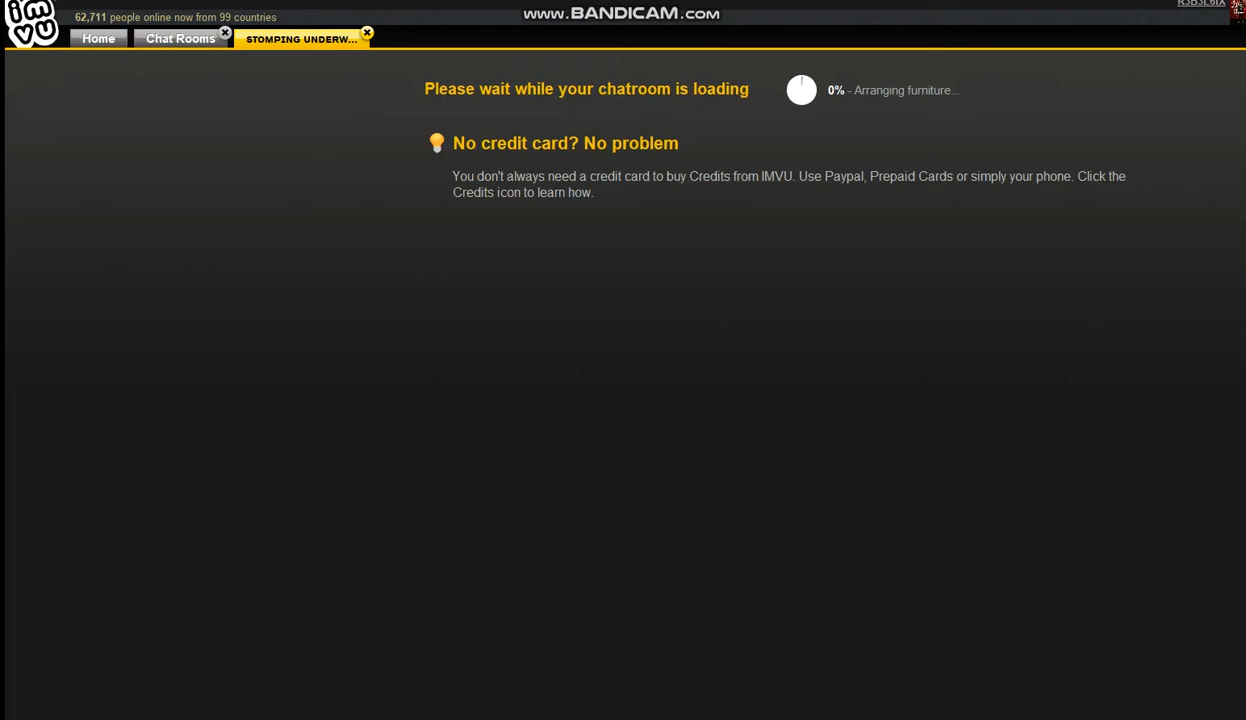 imvu
62,711 people online now from 99 countries
www.BANDICAM.com
R3B3L6IX
Home
Chat Rooms
STOMPING UNDERW...
Please wait while your chatroom is loading
0% - Arranging furniture...
No credit card? No problem
You don't always need a credit card to buy Credits from IMVU. Use Paypal, Prepaid Cards or simply your phone. Click the
Credits icon to learn how.